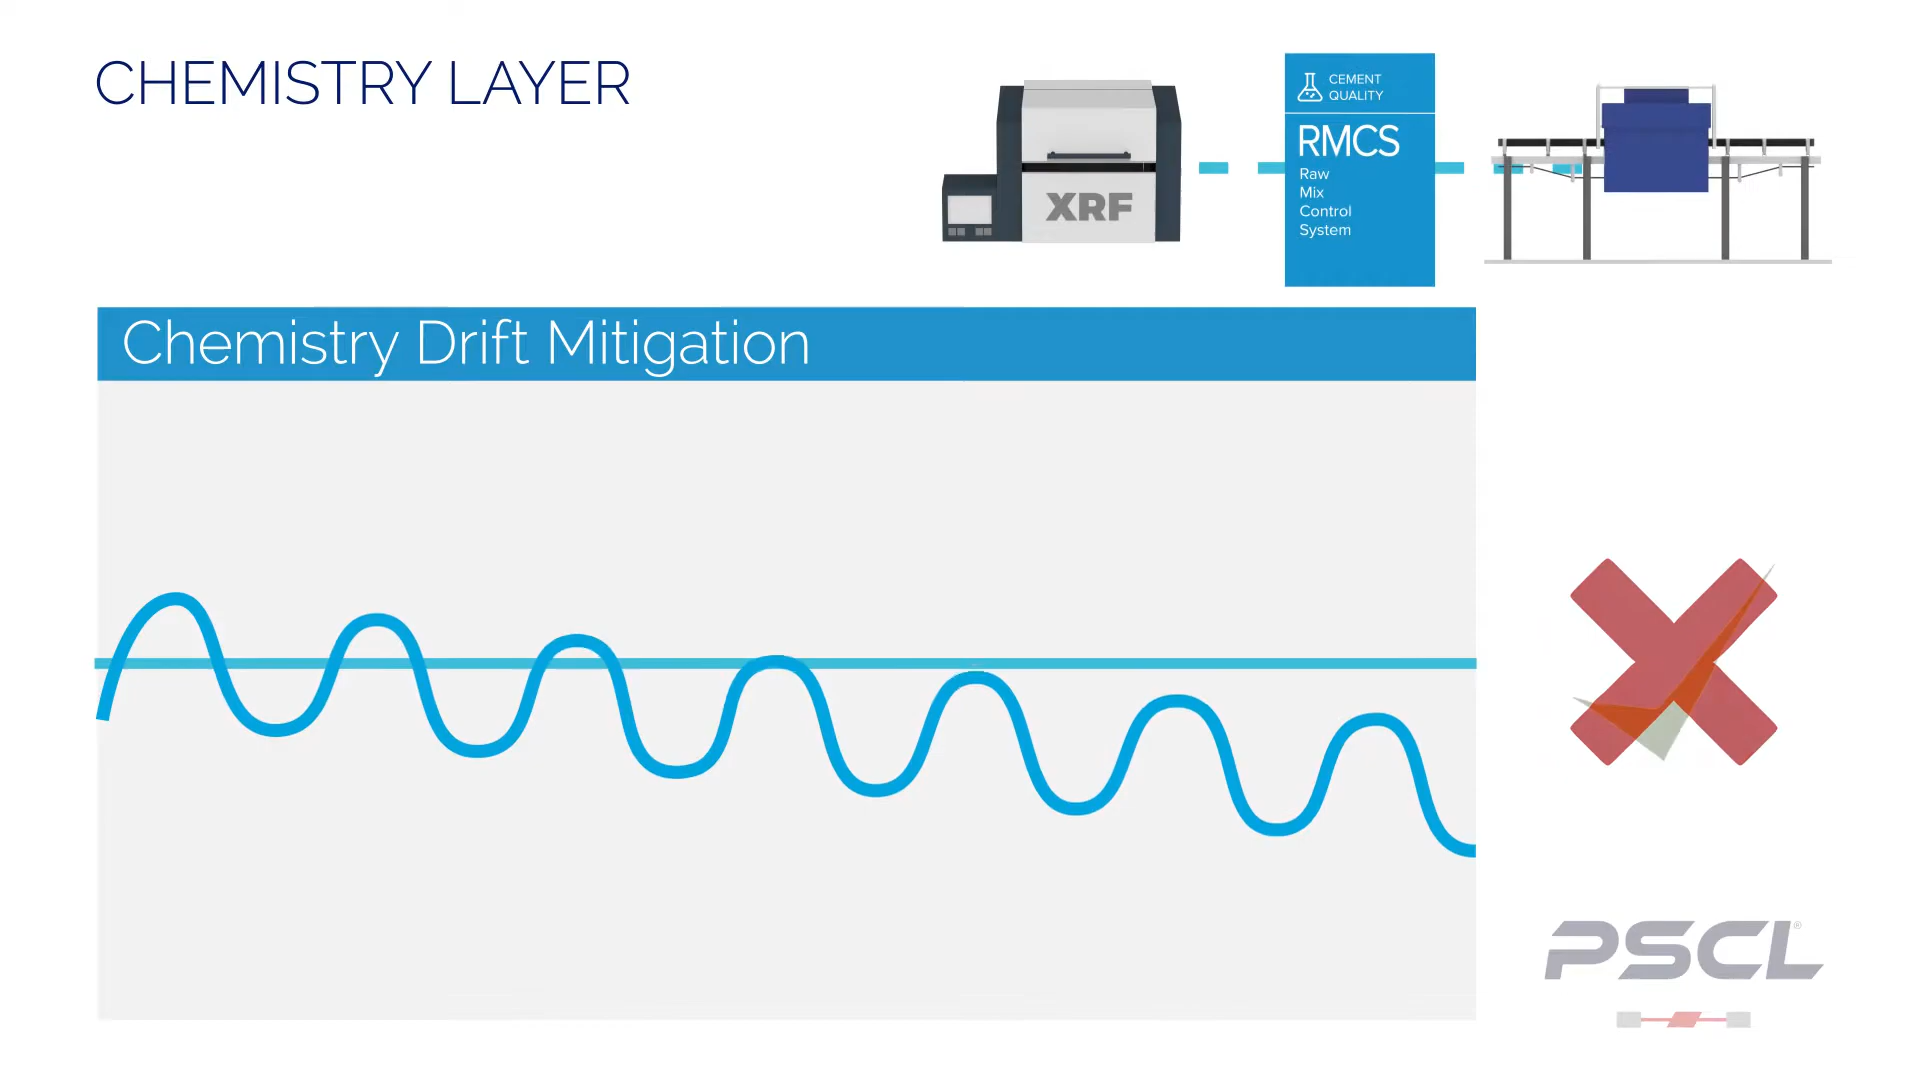 CHEMISTRY LAYER
XRF
CEMENT
QUALITY
RMCS
Raw
Mix
Control
System
Chemistry Drift Mitigation
PSCL®